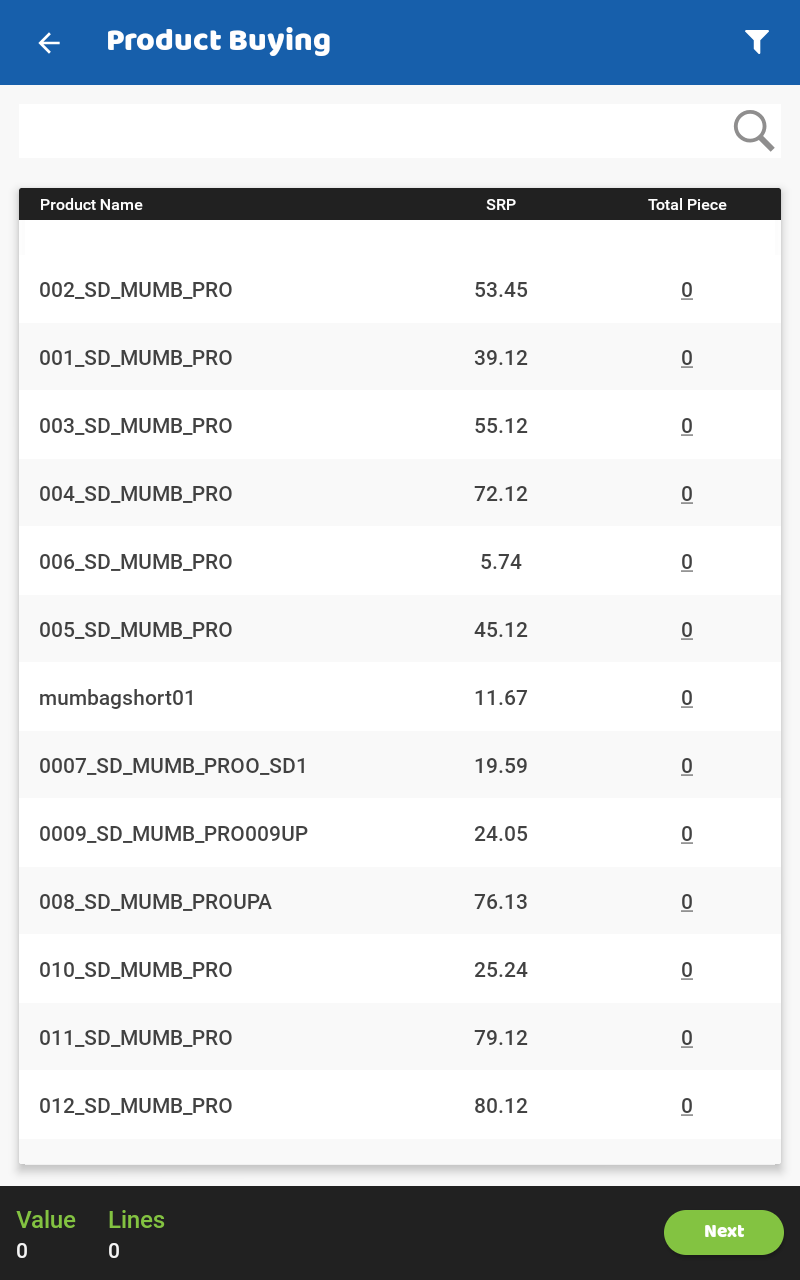 Product Buying
Product Name SRP Total Piece
002_SD_MUMB_PRO 53.45 0
001_SD_MUMB_PRO 39.12 0
003_SD_MUMB_PRO 55.12 0
004_SD_MUMB_PRO 72.12 0
006_SD_MUMB_PRO 5.74 0
005_SD_MUMB_PRO 45.12 0
mumbagshort01 11.67 0
0007_SD_MUMB_PROO_SD1 19.59 0
0009_SD_MUMB_PRO009UP 24.05 0
008_SD_MUMB_PROUPA 76.13 0
010_SD_MUMB_PRO 25.24 0
011_SD_MUMB_PRO 79.12 0
012_SD_MUMB_PRO 80.12 0
Value Lines
0 0
Next